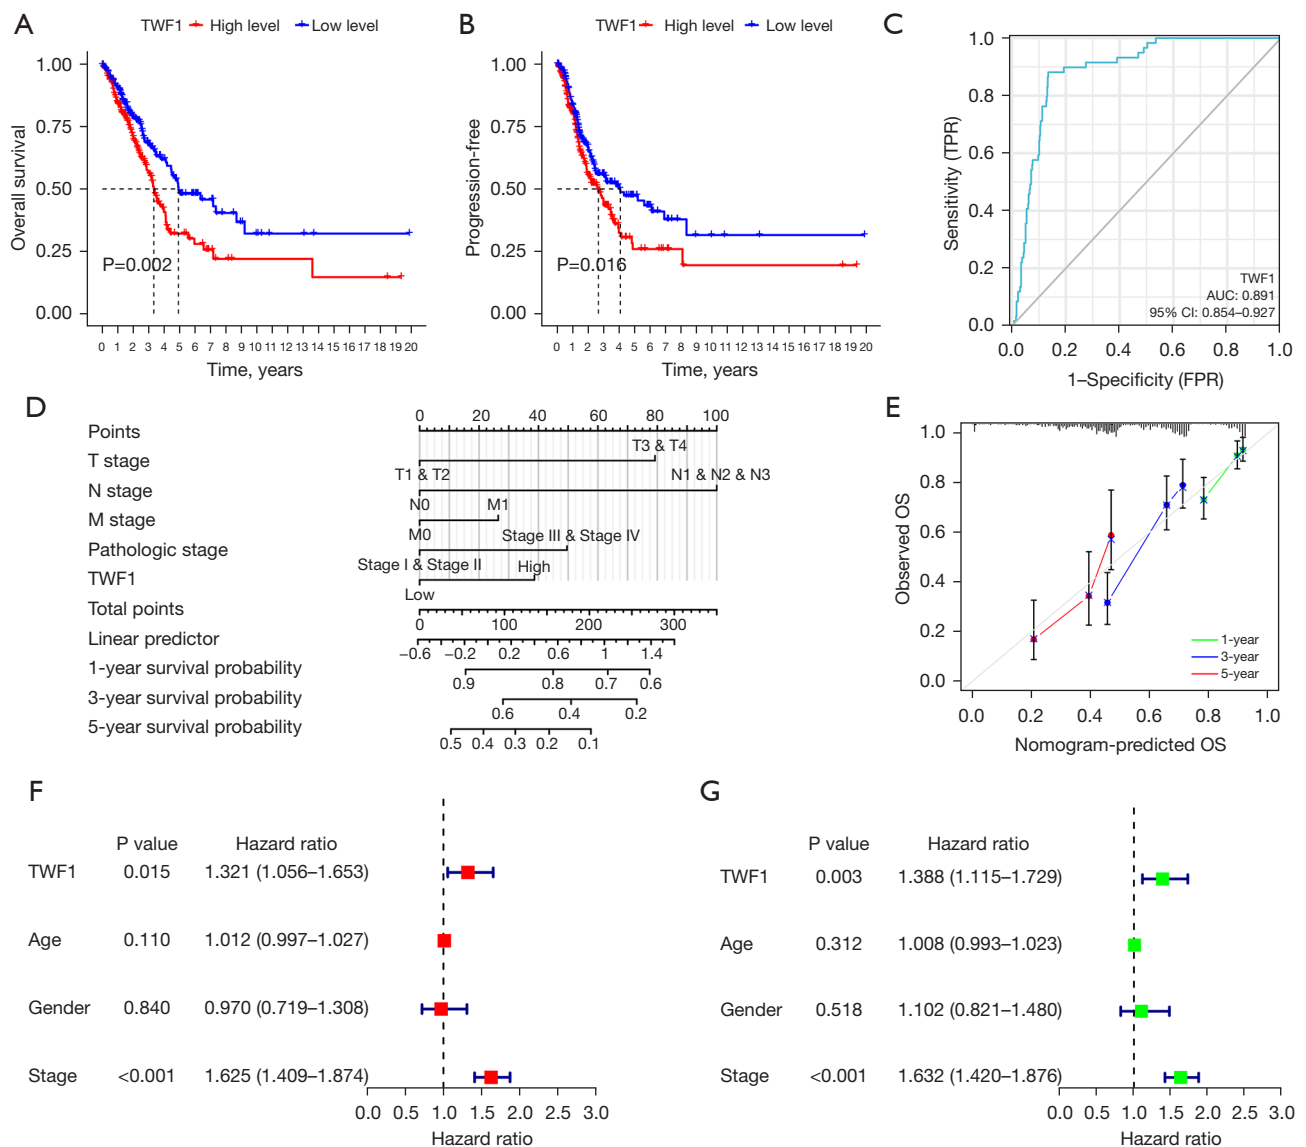 A
TWF1 High level Low level
Overall survival
1.00
0.75
0.50
0.25
0.00
P=0.002
0 1 2 3 4 5 6 7 8 9 10 11 12 13 14 15 16 17 18 19 20
Time, years
B
TWF1 High level Low level
Progression-free
1.00
0.75
0.50
0.25
0.00
P=0.016
0 1 2 3 4 5 6 7 8 9 10 11 12 13 14 15 16 17 18 19 20
Time, years
C
Sensitivity (TPR)
1.0
0.8
0.6
0.4
0.2
0.0
TWF1
AUC: 0.891
95% CI: 0.854–0.927
0.0 0.2 0.4 0.6 0.8 1.0
1–Specificity (FPR)
D
0 20 40 60 80 100
Points
T3 & T4
T stage
T1 & T2 N1 & N2 & N3
N stage
N0 M1
M stage
M0 Stage III & Stage IV
Pathologic stage
Stage I & Stage II High
TWF1
Low
Total points
0 100 200 300
Linear predictor
−0.6 −0.2 0.2 0.6 1 1.4
1-year survival probability
0.9 0.8 0.7 0.6
3-year survival probability
0.6 0.4 0.2
5-year survival probability
0.5 0.4 0.3 0.2 0.1
E
Observed OS
1.0
0.8
0.6
0.4
0.2
0.0
1-year
3-year
5-year
0.0 0.2 0.4 0.6 0.8 1.0
Nomogram-predicted OS
F
P value Hazard ratio
TWF1 0.015 1.321 (1.056–1.653)
Age 0.110 1.012 (0.997–1.027)
Gender 0.840 0.970 (0.719–1.308)
Stage <0.001 1.625 (1.409–1.874)
0.0 0.5 1.0 1.5 2.0 2.5 3.0
Hazard ratio
G
P value Hazard ratio
TWF1 0.003 1.388 (1.115–1.729)
Age 0.312 1.008 (0.993–1.023)
Gender 0.518 1.102 (0.821–1.480)
Stage <0.001 1.632 (1.420–1.876)
0.0 0.5 1.0 1.5 2.0 2.5 3.0
Hazard ratio